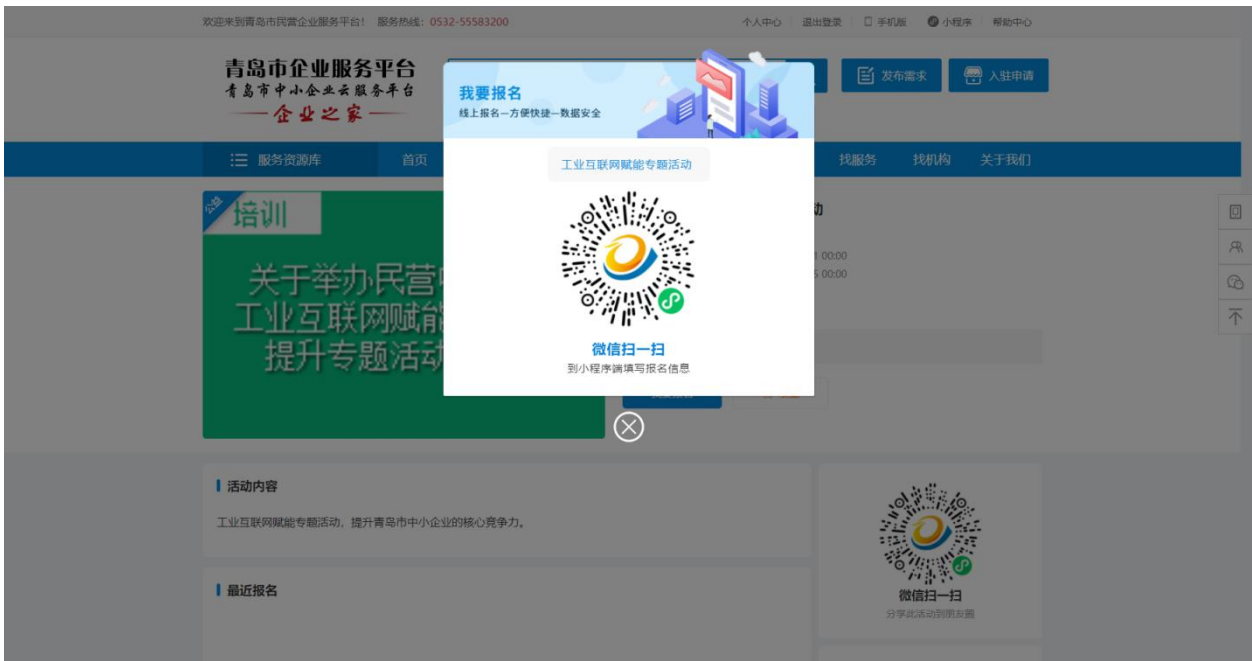 欢迎来到青岛市民营企业服务平台！ 服务热线：0532-55583200
个人中心 退出登录 手机版 小程序 帮助中心
青岛市企业服务平台
青岛市中小企业云服务平台
企业之家
发布需求 入驻申请
我要报名
线上报名—方便快捷—数据安全
服务资源库 首页 找服务 找机构 关于我们
工业互联网赋能专题活动
培训
关于举办民营
工业互联网赋能
提升专题活动
00:00
00:00
微信扫一扫
到小程序端填写报名信息
活动内容
工业互联网赋能专题活动，提升青岛市中小企业的核心竞争力。
最近报名
微信扫一扫
分享此活动到朋友圈